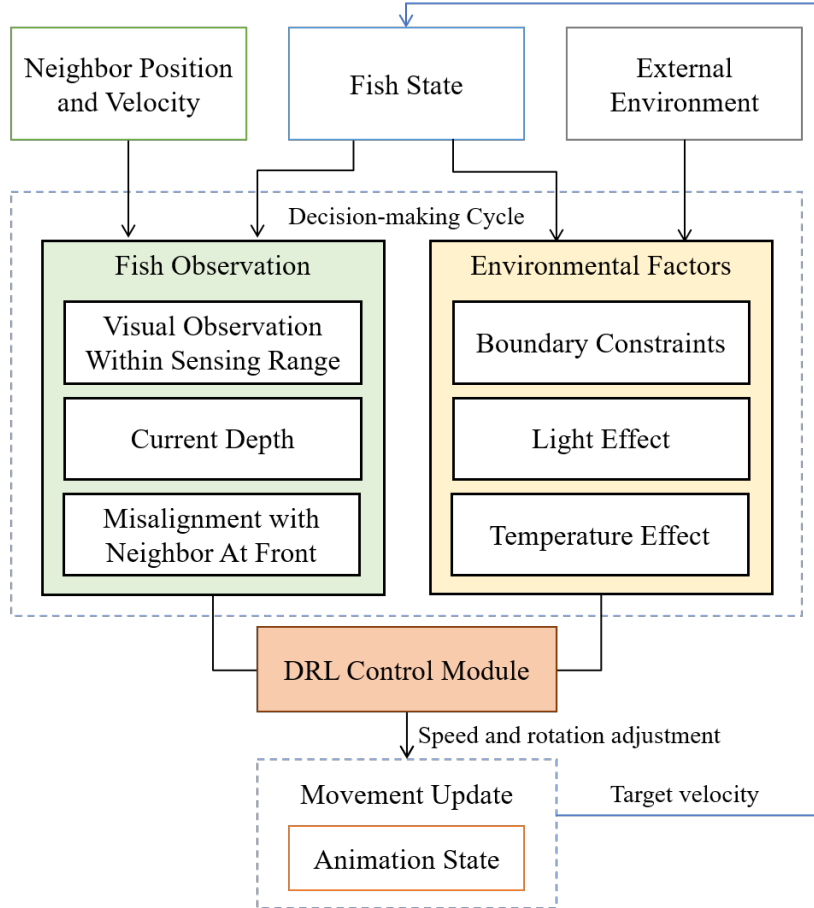 Neighbor Position
and Velocity
Fish State
External
Environment
Decision-making Cycle
Fish Observation
Visual Observation
Within Sensing Range
Current Depth
Misalignment with
Neighbor At Front
Environmental Factors
Boundary Constraints
Light Effect
Temperature Effect
DRL Control Module
Speed and rotation adjustment
Movement Update
Animation State
Target velocity